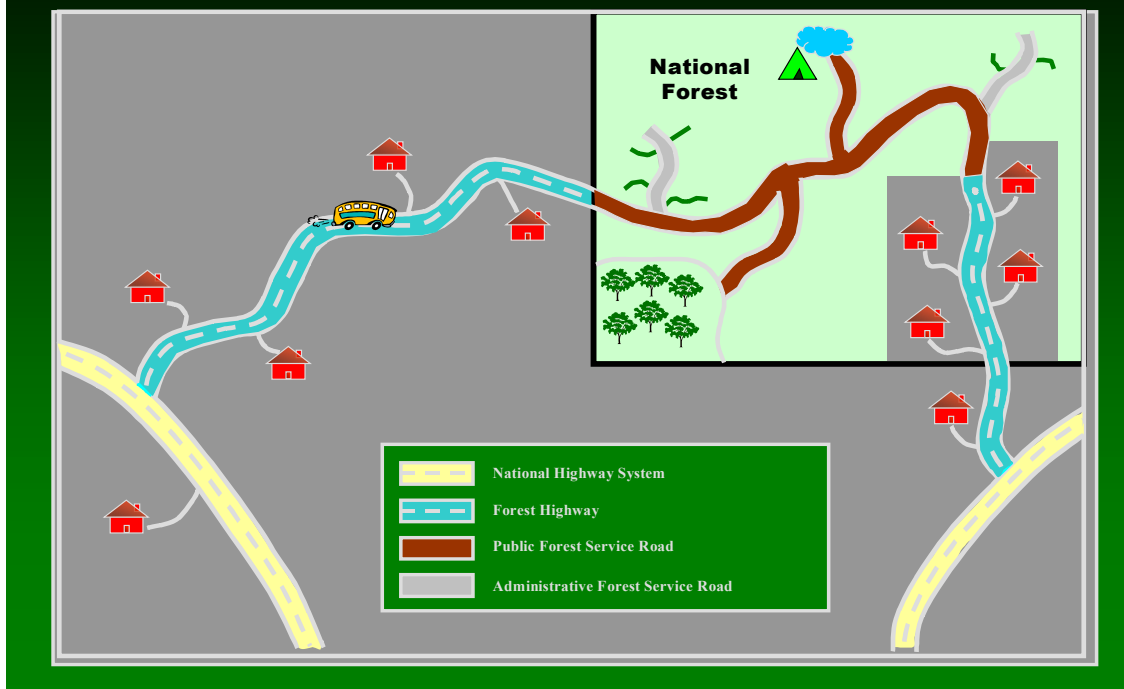 National
Forest
National Highway System
Forest Highway
Public Forest Service Road
Administrative Forest Service Road